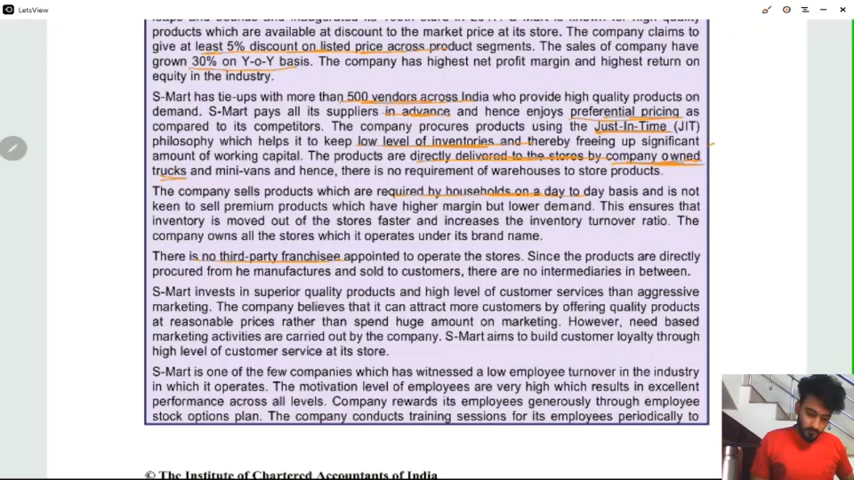 LetsView
products which are available at discount to the market price at its store. The company claims to
give at least 5% discount on listed price across product segments. The sales of company have
grown 30% on Y-o-Y basis. The company has highest net profit margin and highest return on
equity in the industry.
S-Mart has tie-ups with more than 500 vendors across India who provide high quality products on
demand. S-Mart pays all its suppliers in advance and hence enjoys preferential pricing as
compared to its competitors. The company procures products using the Just-In-Time (JIT)
philosophy which helps it to keep low level of inventories and thereby freeing up significant
amount of working capital. The products are directly delivered to the stores by company owned
trucks and mini-vans and hence, there is no requirement of warehouses to store products.
The company sells products which are required by households on a day to day basis and is not
keen to sell premium products which have higher margin but lower demand. This ensures that
inventory is moved out of the stores faster and increases the inventory turnover ratio. The
company owns all the stores which it operates under its brand name.
There is no third-party franchisee appointed to operate the stores. Since the products are directly
procured from he manufactures and sold to customers, there are no intermediaries in between.
S-Mart invests in superior quality products and high level of customer services than aggressive
marketing. The company believes that it can attract more customers by offering quality products
at reasonable prices rather than spend huge amount on marketing. However, need based
marketing activities are carried out by the company. S-Mart aims to build customer loyalty through
high level of customer service at its store.
S-Mart is one of the few companies which has witnessed a low employee turnover in the industry
in which it operates. The motivation level of employees are very high which results in excellent
performance across all levels. Company rewards its employees generously through employee
stock options plan. The company conducts training sessions for its employees periodically to
© The Institute of Chartered Accountants of India